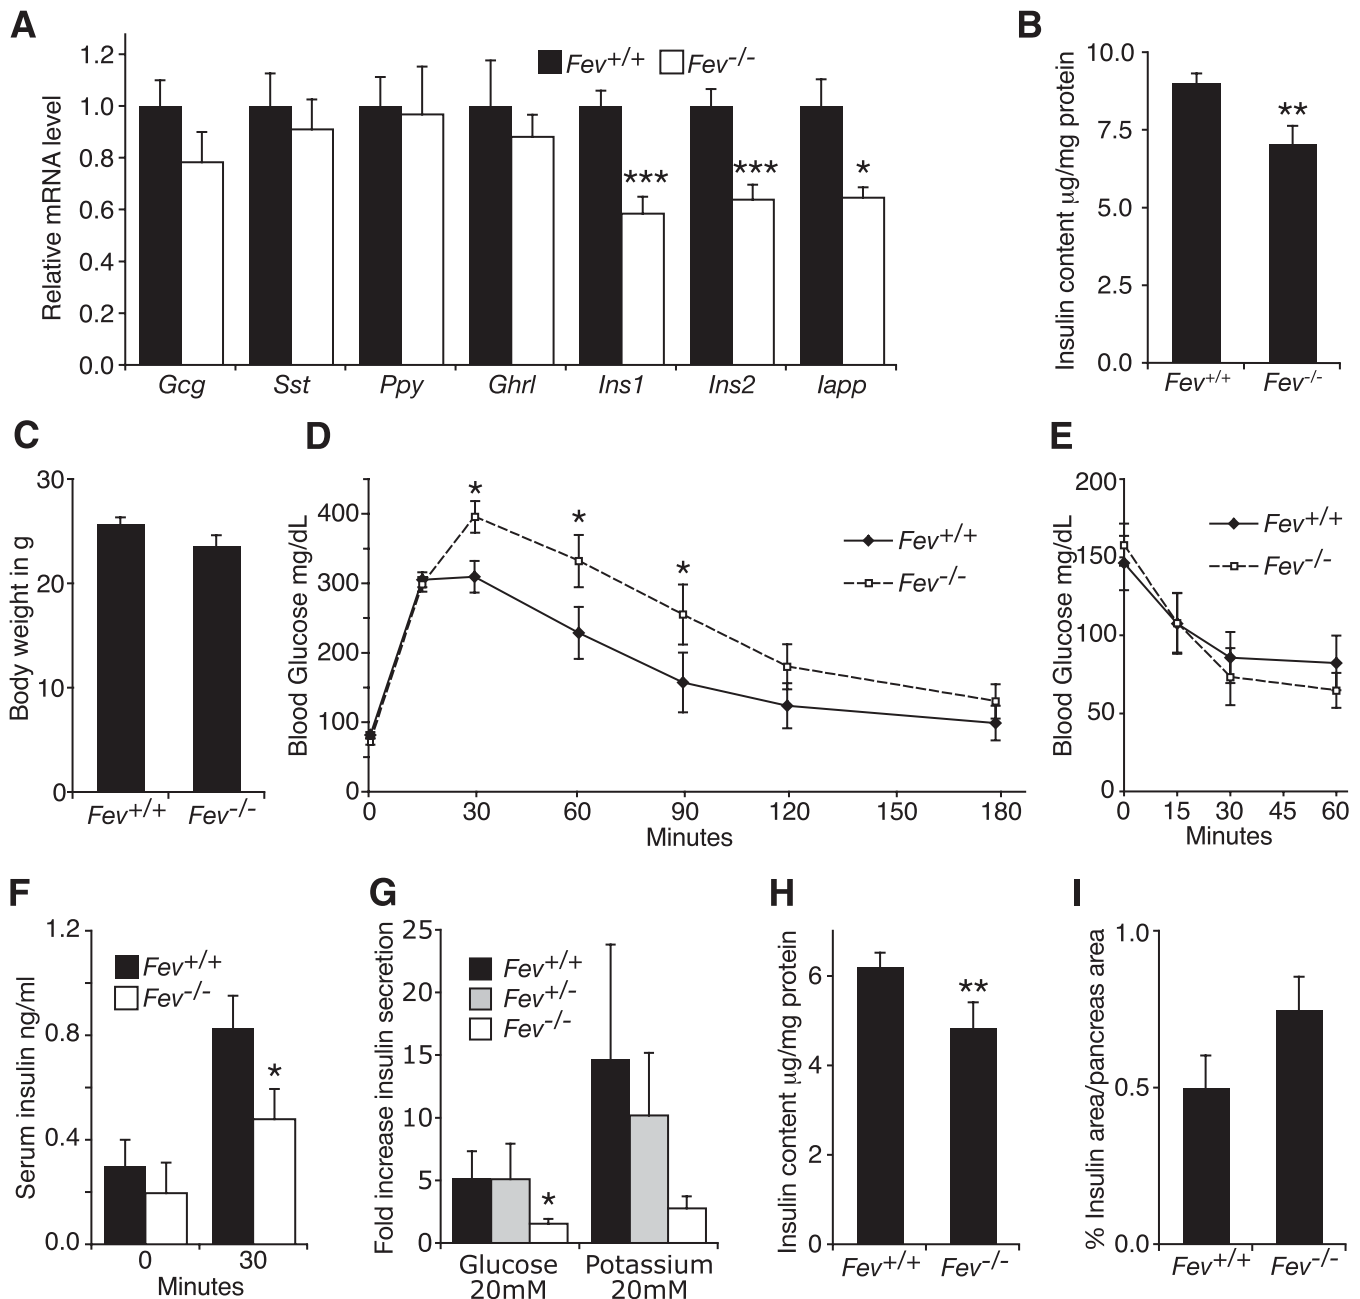 A
Relative mRNA level
1.2
1.0
0.8
0.6
0.4
0.2
0.0
Fev+/+ Fev-/-
*** *** *
Gcg Sst Ppy Ghrl Ins1 Ins2 Iapp
B
Insulin content µg/mg protein
10.0
7.5
5.0
2.5
0.0
**
Fev+/+ Fev-/-
C
Body weight in g
30
20
10
0
Fev+/+ Fev-/-
D
Blood Glucose mg/dL
400
300
200
100
0
* * *
Fev+/+
Fev-/-
0 30 60 90 120 150 180
Minutes
E
Blood Glucose mg/dL
200
150
100
50
0
Fev+/+
Fev-/-
0 15 30 45 60
Minutes
F
Serum insulin ng/ml
1.2
0.8
0.4
0.0
Fev+/+
Fev-/-
*
0 30
Minutes
G
Fold increase insulin secretion
25
20
15
10
5
0
Fev+/+
Fev+/-
Fev-/-
*
Glucose Potassium
20mM 20mM
H
Insulin content µg/mg protein
6
4
2
0
**
Fev+/+ Fev-/-
I
% Insulin area/pancreas area
1.0
0.5
0.0
Fev+/+ Fev-/-